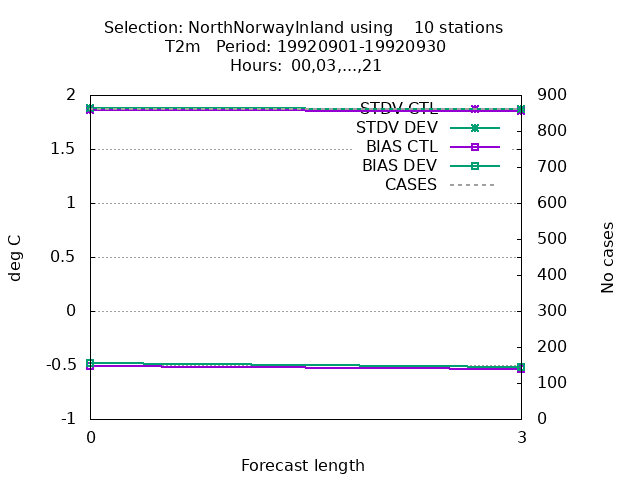 Selection: NorthNorwayInland using    10 stations
T2m   Period: 19920901-19920930
Hours:  00,03,...,21
2
1.5
1
0.5
0
-0.5
-1
deg C
900
800
700
600
500
400
300
200
100
0
No cases
STDV CTL
STDV DEV
BIAS CTL
BIAS DEV
CASES
0
3
Forecast length